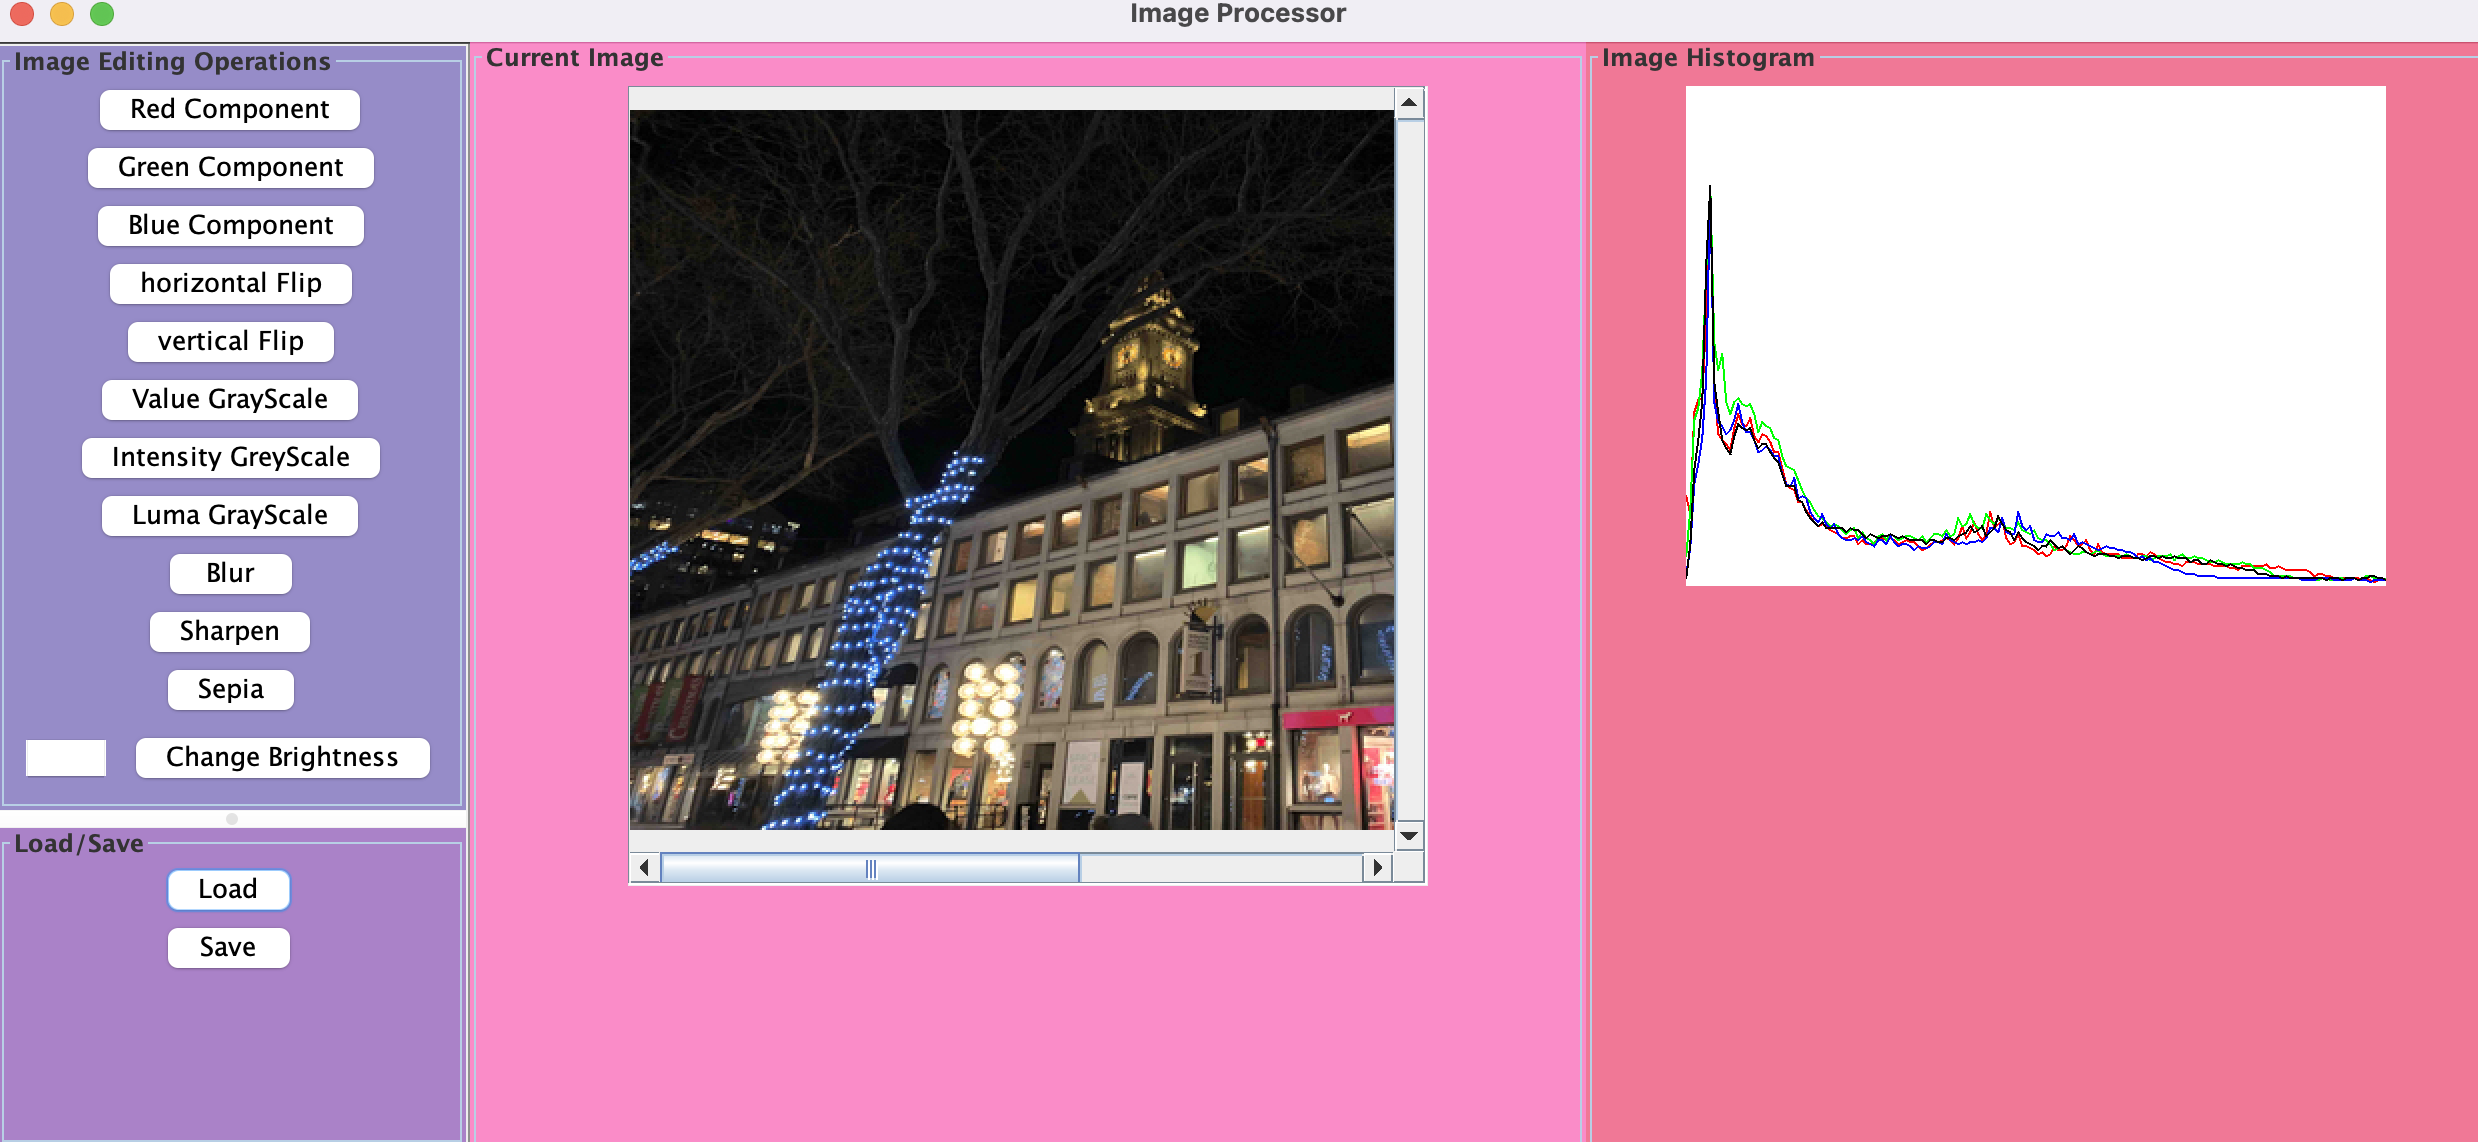 Image Processor
Image Editing Operations
Red Component
Green Component
Blue Component
horizontal Flip
vertical Flip
Value GrayScale
Intensity GreyScale
Luma GrayScale
Blur
Sharpen
Sepia
Change Brightness
Load/Save
Load
Save
Current Image
Image Histogram